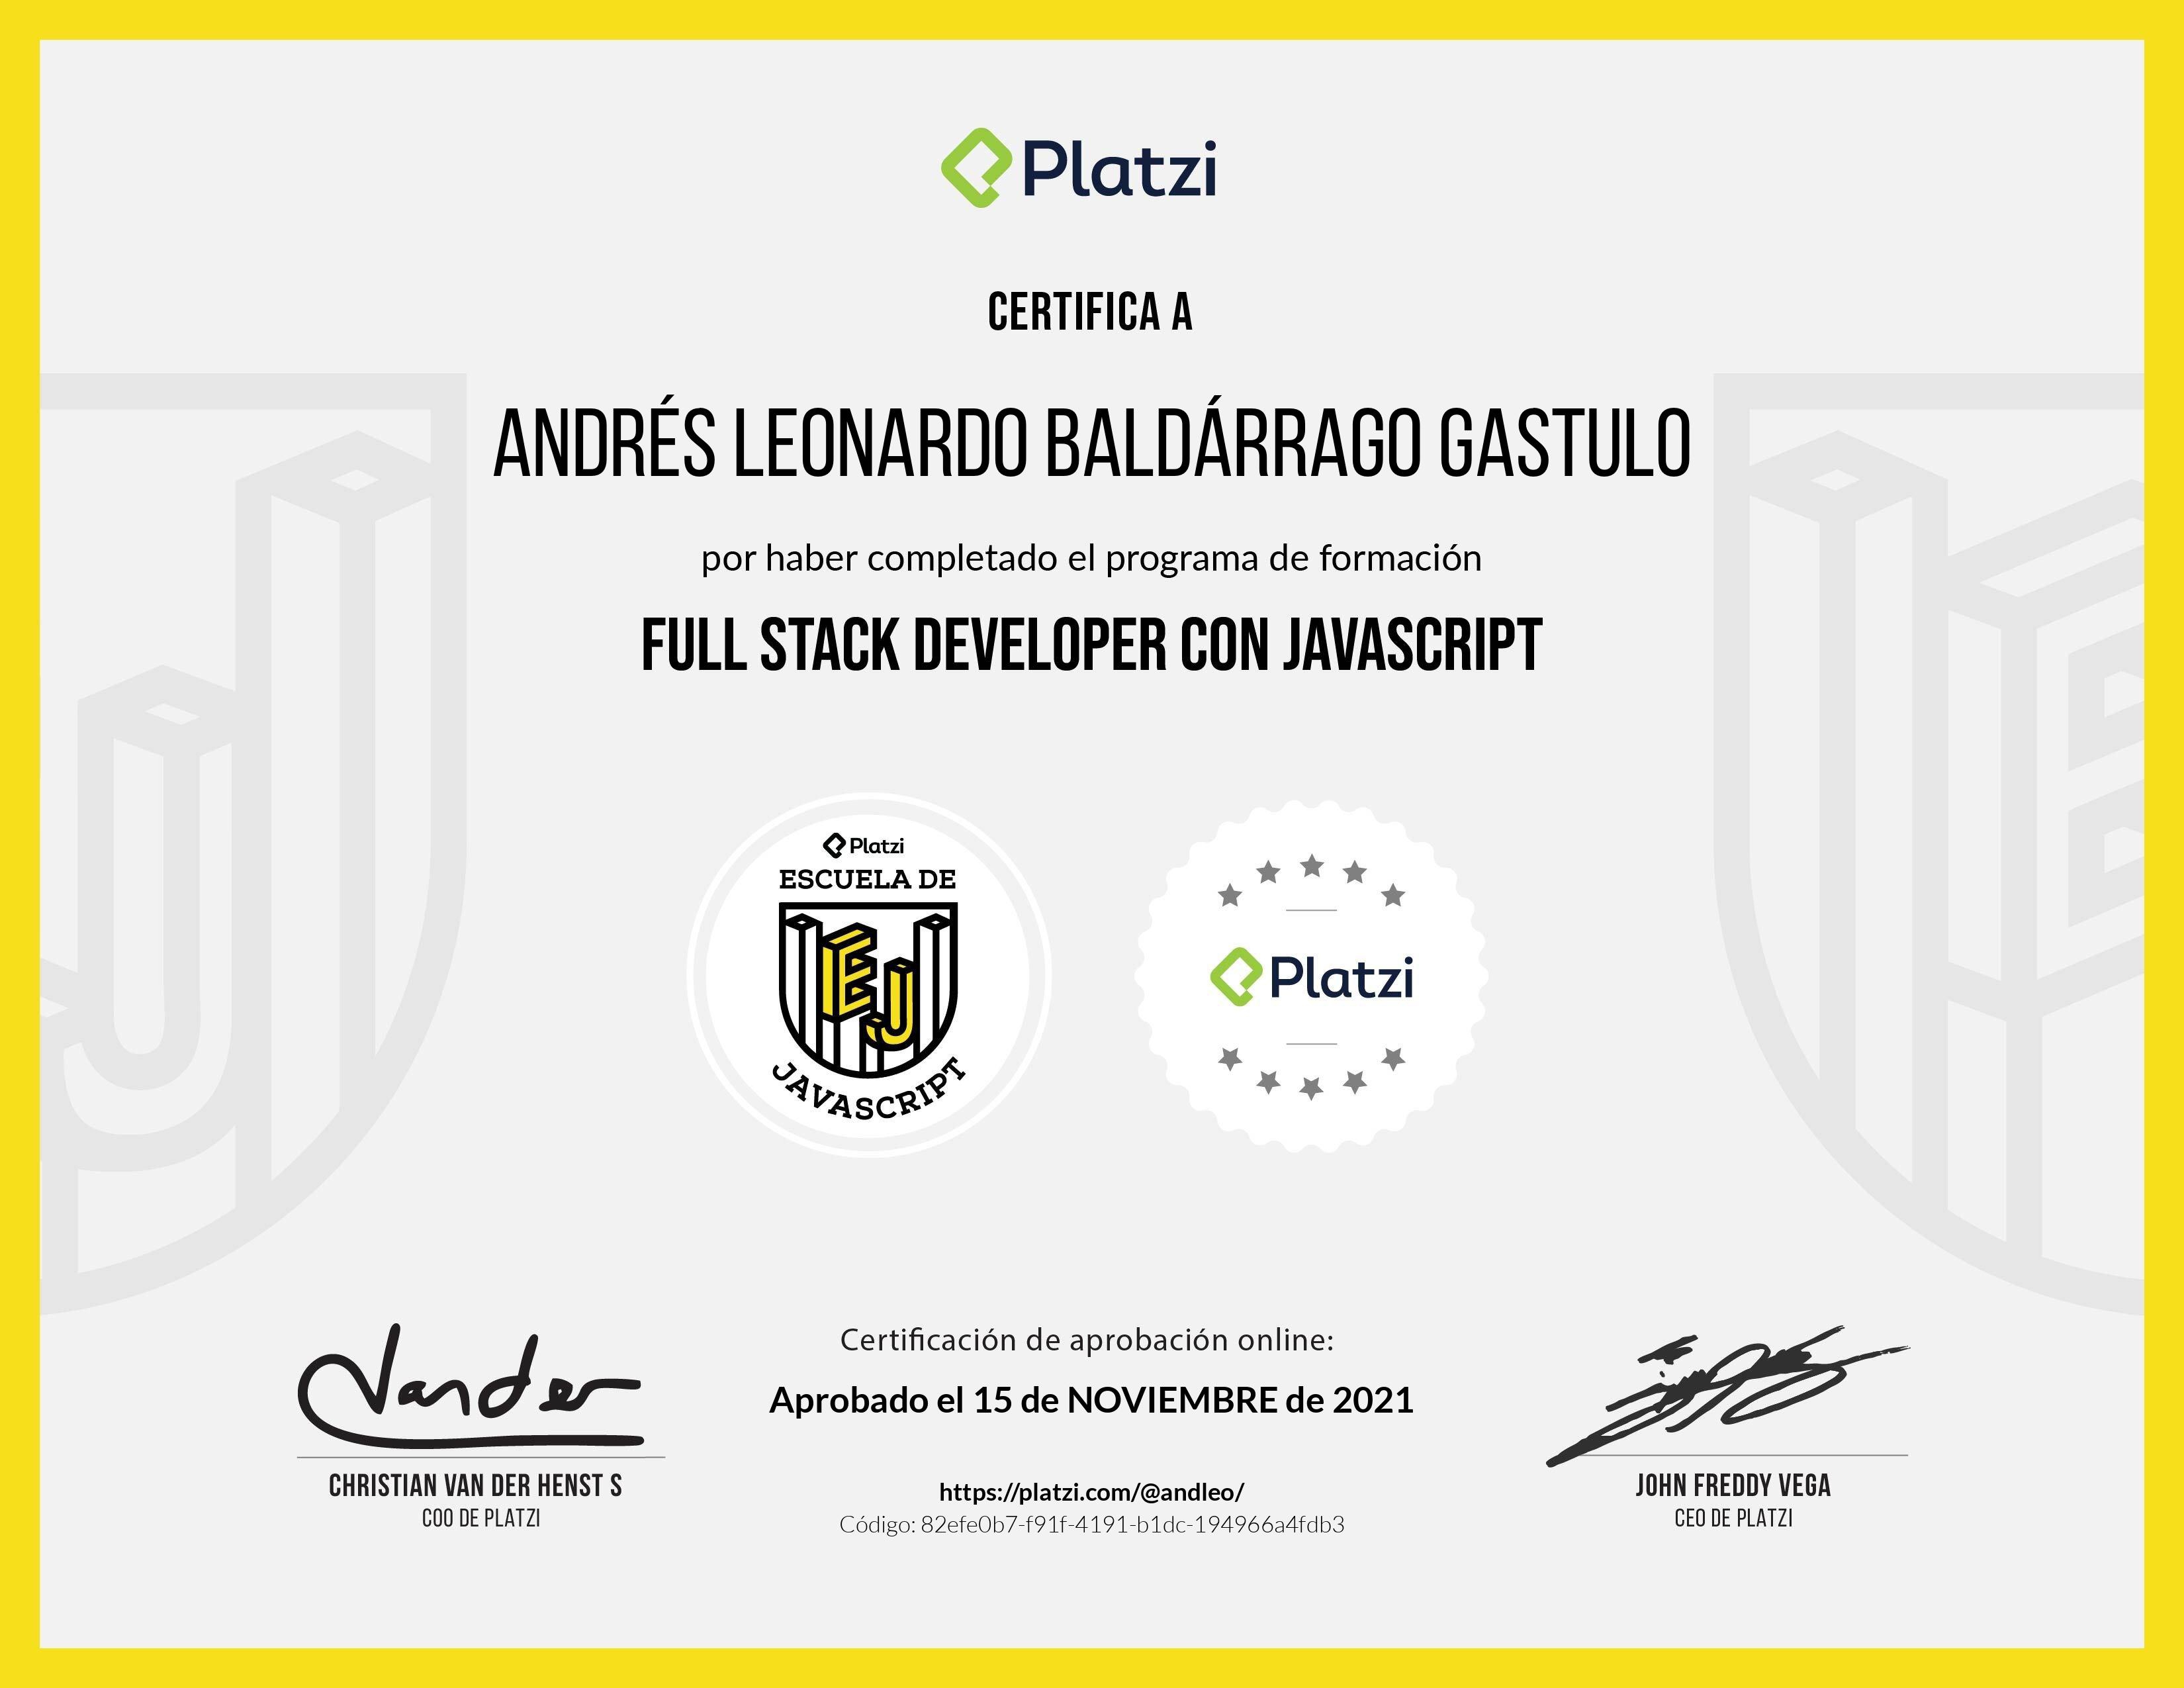 Platzi
CERTIFICA A
ANDRÉS LEONARDO BALDÁRRAGO GASTULO
por haber completado el programa de formación
FULL STACK DEVELOPER CON JAVASCRIPT
Platzi
ESCUELA DE
EJ
JAVASCRIPT
Platzi
Vander
CHRISTIAN VAN DER HENST S
COO DE PLATZI
Certificación de aprobación online:
Aprobado el 15 de NOVIEMBRE de 2021
https://platzi.com/@andleo/
Código: 82efe0b7-f91f-4191-b1dc-194966a4fdb3
JOHN FREDDY VEGA
CEO DE PLATZI